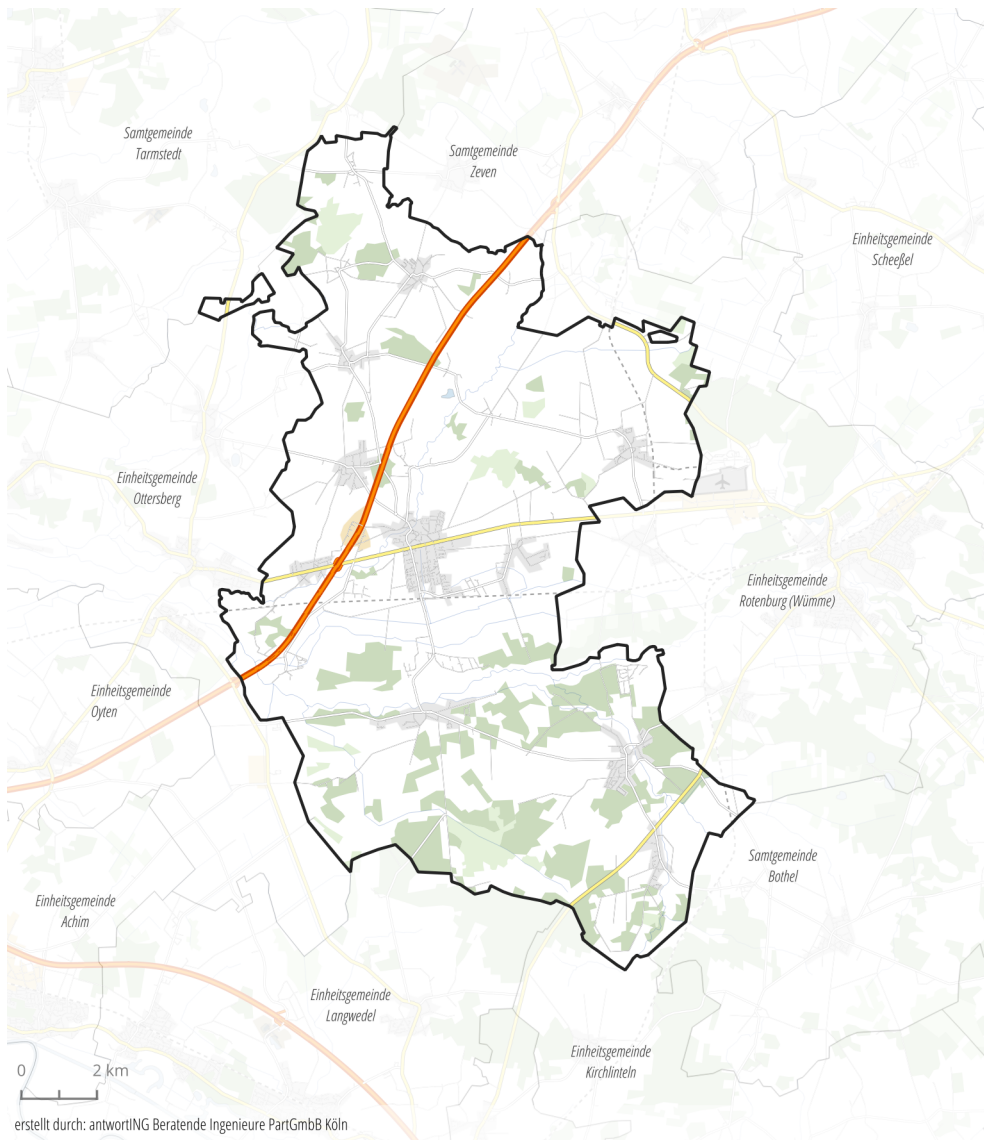 Samtgemeinde
Tarmstedt
Samtgemeinde
Zeven
Einheitsgemeinde
Scheeßel
Einheitsgemeinde
Ottersberg
Einheitsgemeinde
Rotenburg (Wümme)
Einheitsgemeinde
Oyten
Samtgemeinde
Bothel
Einheitsgemeinde
Achim
Einheitsgemeinde
Langwedel
Einheitsgemeinde
Kirchlinteln
0 2 km
erstellt durch: antwortING Beratende Ingenieure PartGmbB Köln